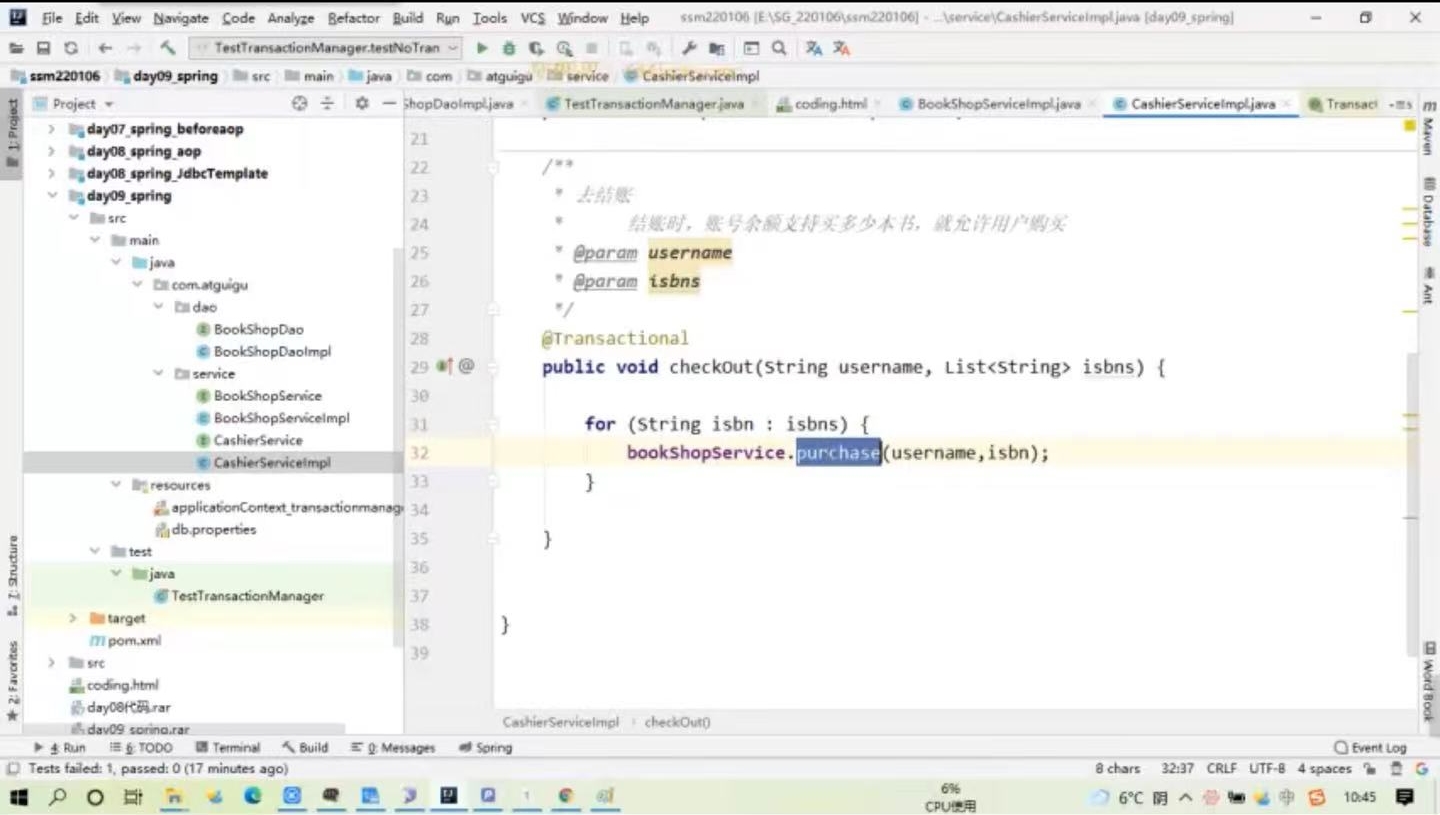 File Edit View Navigate Code Analyze Refactor Build Run Tools VCS Window Help ssm220106 [E:\SG_220106\ssm220106] - ...\service\CashierServiceImpl.java [day09_spring]
TestTransactionManager.testNoTran
ssm220106 day09_spring src main java com atguigu service CashierServiceImpl
Project
ShopDaoImpl.java TestTransactionManager.java coding.html BookShopServiceImpl.java CashierServiceImpl.java Transact
1: Project
day07_spring_beforeaop
day08_spring_aop
day08_spring_JdbcTemplate
day09_spring
src
main
java
com.atguigu
dao
BookShopDao
BookShopDaoImpl
service
BookShopService
BookShopServiceImpl
CashierService
CashierServiceImpl
resources
applicationContext_transactionmanag
db.properties
test
java
TestTransactionManager
target
pom.xml
src
coding.html
day08代码.rar
day09_spring.rar
7: Structure
2: Favorites
21
22 /**
23 * 去结账
24 * 结账时，账号余额支持买多少本书，就允许用户购买
25 * @param username
26 * @param isbns
27 */
28 @Transactional
29 public void checkOut(String username, List<String> isbns) {
30
31 for (String isbn : isbns) {
32 bookShopService.purchase(username,isbn);
33 }
34
35 }
36
37
38 }
39
CashierServiceImpl › checkOut()
Maven
Database
Ant
Word Book
4: Run 6: TODO Terminal Build 0: Messages Spring Event Log
Tests failed: 1, passed: 0 (17 minutes ago) 8 chars 32:37 CRLF UTF-8 4 spaces
6%
CPU使用
6°C 阴 中 10:45